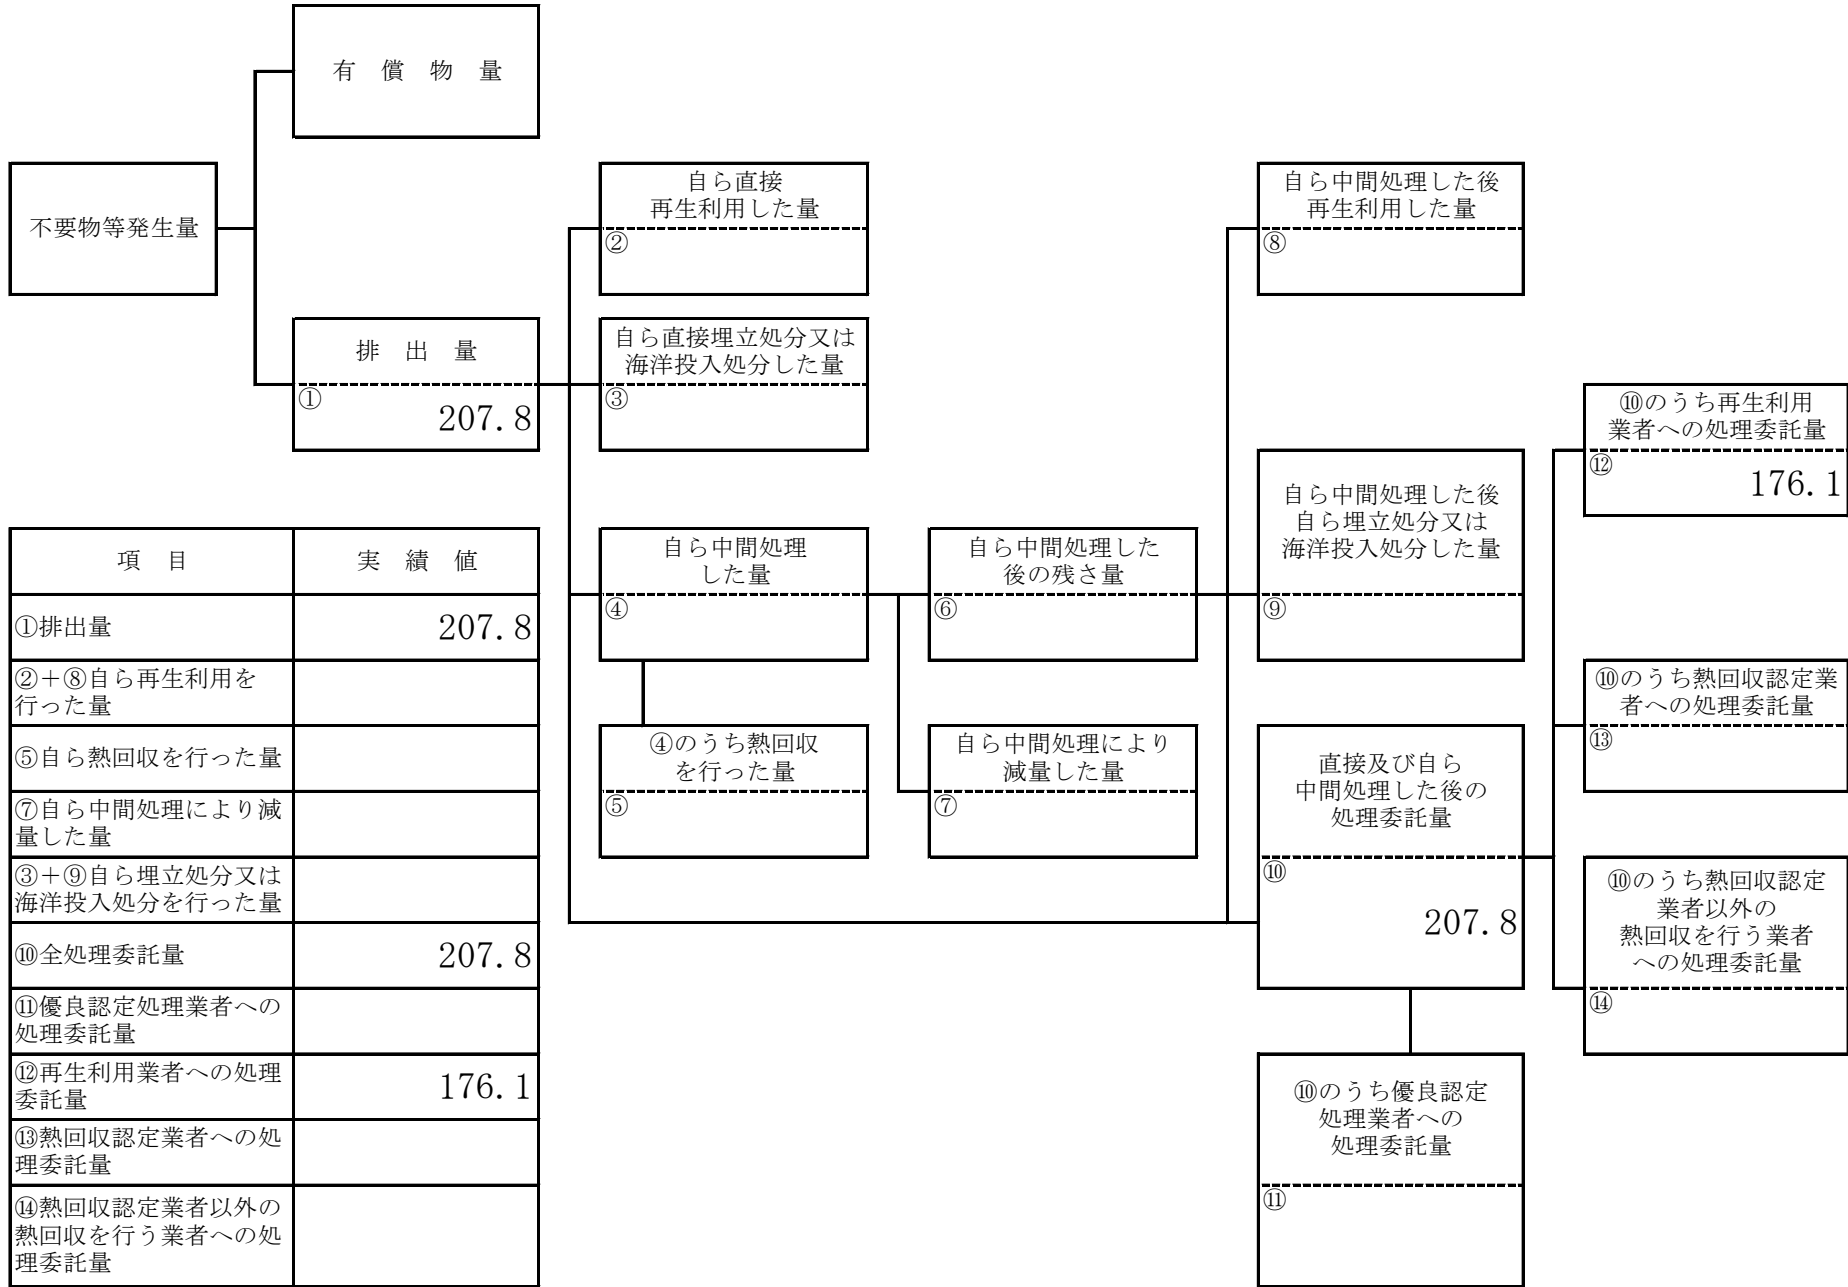 有　償　物　量
不要物等発生量
排　出　量
①
207.8
自ら直接
再生利用した量
②
自ら直接埋立処分又は
海洋投入処分した量
③
自ら中間処理
した量
④
④のうち熱回収
を行った量
⑤
自ら中間処理した
後の残さ量
⑥
自ら中間処理により
減量した量
⑦
自ら中間処理した後
再生利用した量
⑧
自ら中間処理した後
自ら埋立処分又は
海洋投入処分した量
⑨
直接及び自ら
中間処理した後の
処理委託量
⑩
207.8
⑩のうち優良認定
処理業者への
処理委託量
⑪
⑩のうち再生利用
業者への処理委託量
⑫
176.1
⑩のうち熱回収認定業
者への処理委託量
⑬
⑩のうち熱回収認定
業者以外の
熱回収を行う業者
への処理委託量
⑭
項　目　実　績　値
①排出量　207.8
②＋⑧自ら再生利用を
行った量
⑤自ら熱回収を行った量
⑦自ら中間処理により減
量した量
③＋⑨自ら埋立処分又は
海洋投入処分を行った量
⑩全処理委託量　207.8
⑪優良認定処理業者への
処理委託量
⑫再生利用業者への処理
委託量　176.1
⑬熱回収認定業者への処
理委託量
⑭熱回収認定業者以外の
熱回収を行う業者への処
理委託量